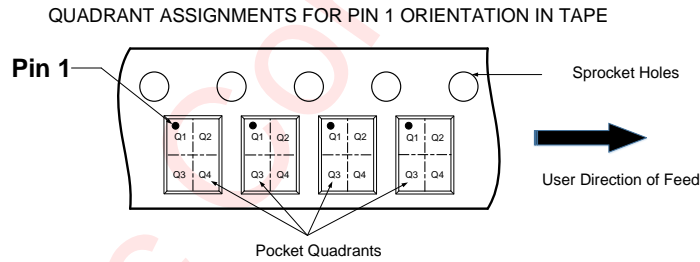 QUADRANT ASSIGNMENTS FOR PIN 1 ORIENTATION IN TAPE
Pin 1
Sprocket Holes
Q1 Q2 Q1 Q2 Q1 Q2 Q1 Q2
Q3 Q4 Q3 Q4 Q3 Q4 Q3 Q4
User Direction of Feed
Pocket Quadrants